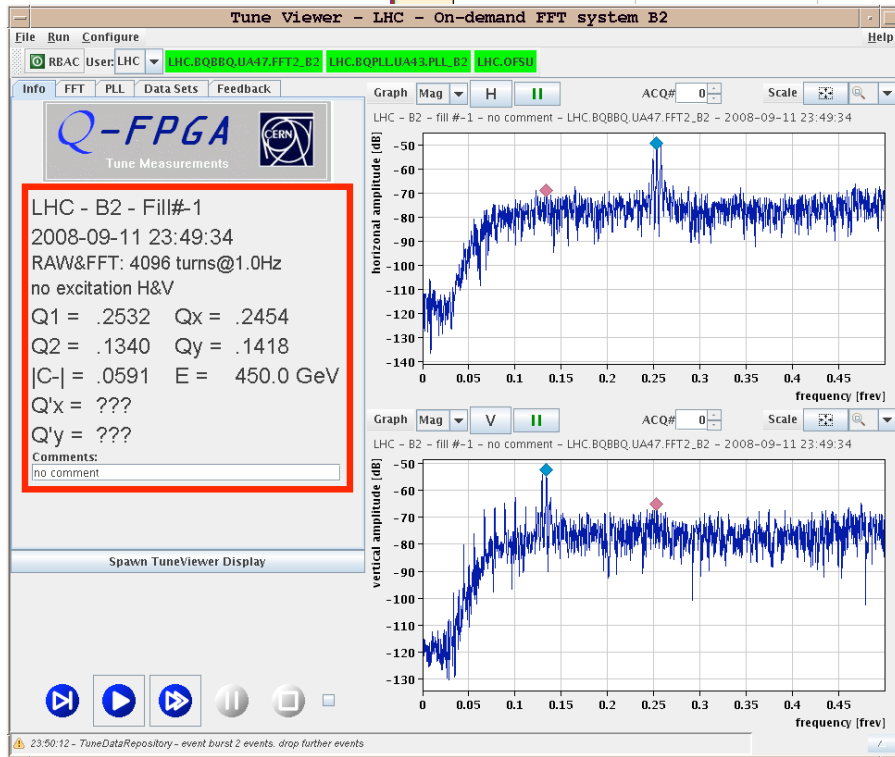 Tune Viewer - LHC - On-demand FFT system B2
File Run Configure Help
RBAC User: LHC LHC.BQBBQ.UA47.FFT2_B2 LHC.BQPLL.UA43.PLL_B2 LHC.OFSU
Info FFT PLL Data Sets Feedback
Q-FPGA
CERN
Tune Measurements
LHC - B2 - Fill#-1
2008-09-11 23:49:34
RAW&FFT: 4096 turns@1.0Hz
no excitation H&V
Q1 = .2532 Qx = .2454
Q2 = .1340 Qy = .1418
|C-| = .0591 E = 450.0 GeV
Q'x = ???
Q'y = ???
Comments:
no comment
Spawn TuneViewer Display
Graph Mag H ACQ# 0 Scale
LHC - B2 - fill #-1 - no comment - LHC.BQBBQ.UA47.FFT2_B2 - 2008-09-11 23:49:34
horizonal amplitude [dB]
-50
-60
-70
-80
-90
-100
-110
-120
-130
-140
0 0.05 0.1 0.15 0.2 0.25 0.3 0.35 0.4 0.45
frequency [frev]
Graph Mag V ACQ# 0 Scale
LHC - B2 - fill #-1 - no comment - LHC.BQBBQ.UA47.FFT2_B2 - 2008-09-11 23:49:34
vertical amplitude [dB]
-50
-60
-70
-80
-90
-100
-110
-120
-130
0 0.05 0.1 0.15 0.2 0.25 0.3 0.35 0.4 0.45
frequency [frev]
23:50:12 - TuneDataRepository - event burst 2 events. drop further events